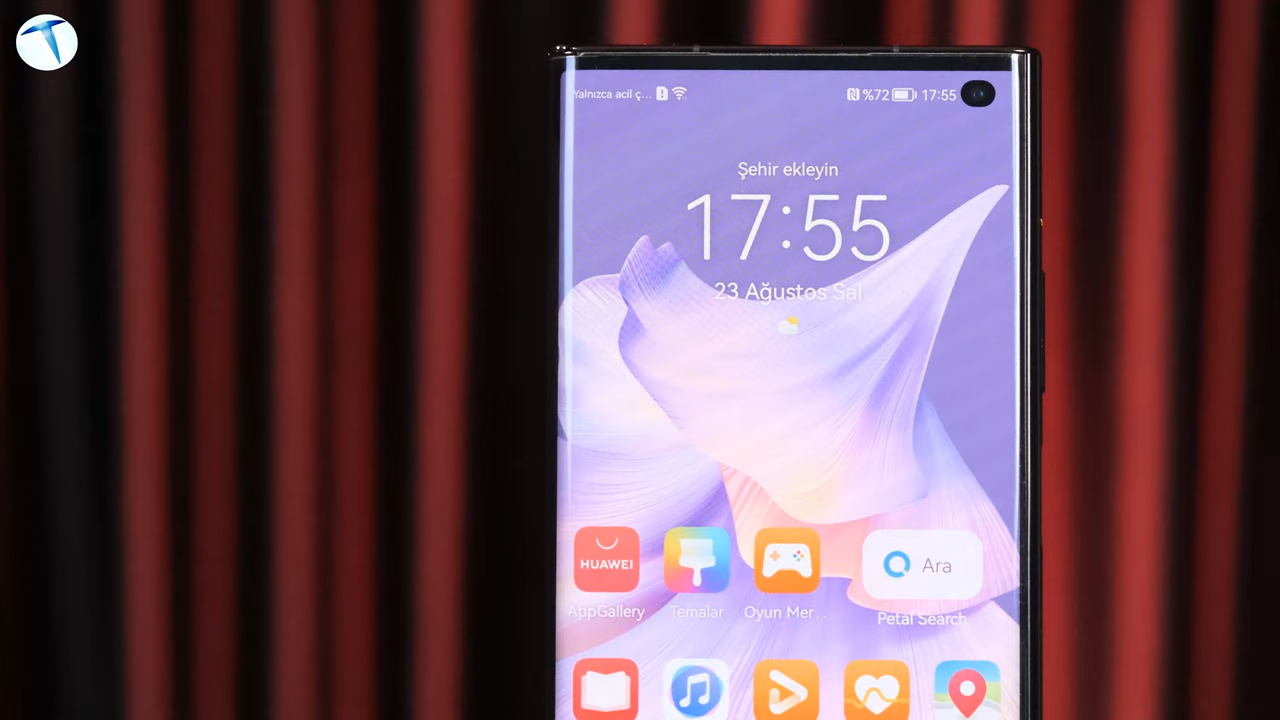 Yalnızca acil ç...
%72 17:55
Şehir ekleyin
17:55
23 Ağustos Sal
HUAWEI
Ara
AppGallery Temalar Oyun Mer... Petal Search